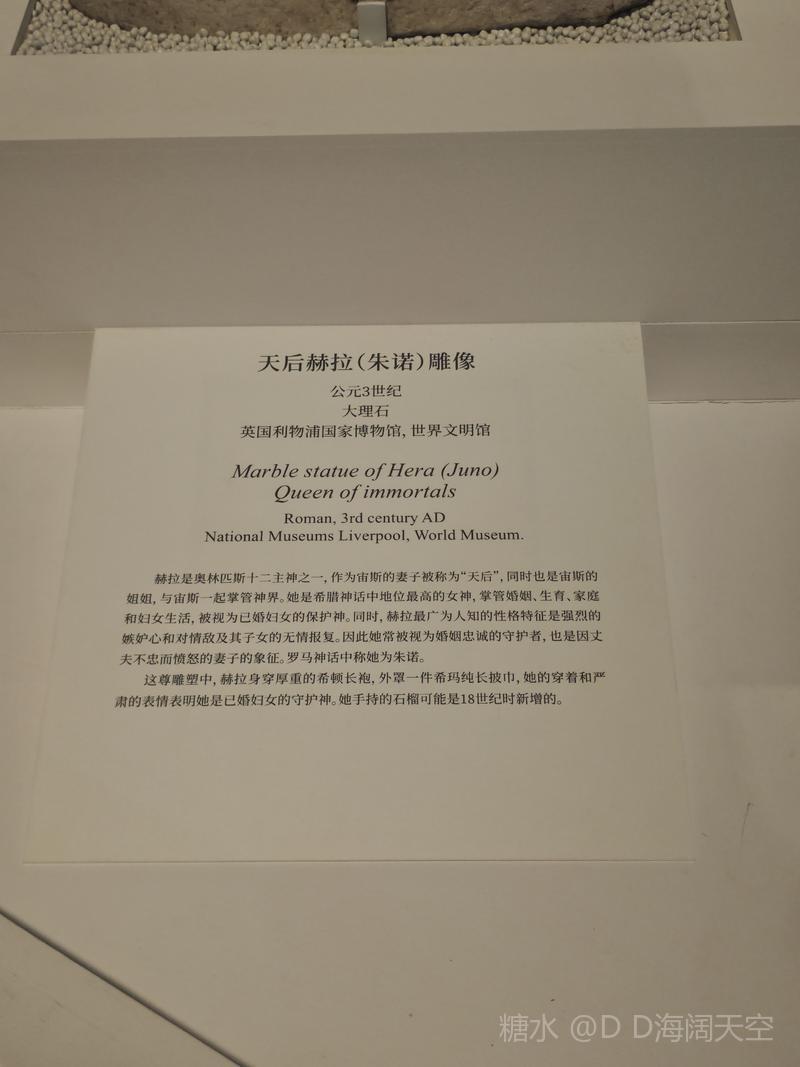 天后赫拉（朱诺）雕像
公元3世纪
大理石
英国利物浦国家博物馆，世界文明馆
Marble statue of Hera (Juno)
Queen of immortals
Roman, 3rd century AD
National Museums Liverpool, World Museum.
赫拉是奥林匹斯十二主神之一，作为宙斯的妻子被称为“天后”，同时也是宙斯的
姐姐，与宙斯一起掌管神界。她是希腊神话中地位最高的女神，掌管婚姻、生育、家庭
和妇女生活，被视为已婚妇女的保护神。同时，赫拉最广为人知的性格特征是强烈的
嫉妒心和对情敌及其子女的无情报复。因此她常被视为婚姻忠诚的守护者，也是因丈
夫不忠而愤怒的妻子的象征。罗马神话中称她为朱诺。
这尊雕塑中，赫拉身穿厚重的希顿长袍，外罩一件希玛纯长披巾，她的穿着和严
肃的表情表明她是已婚妇女的守护神。她手持的石榴可能是18世纪时新增的。
糖水 @D D海阔天空